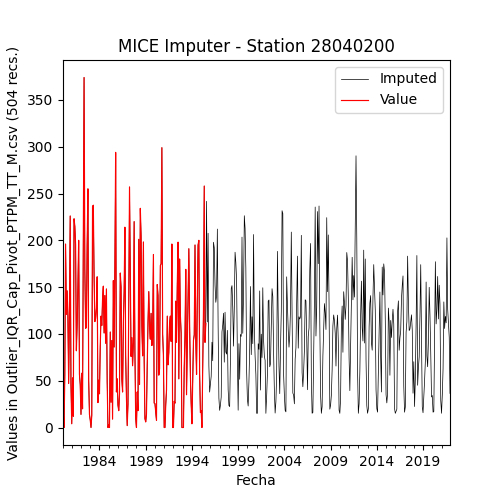 MICE Imputer - Station 28040200
Imputed
Value
Values in Outlier_IQR_Cap_Pivot_PTPM_TT_M.csv (504 recs.)
350
300
250
200
150
100
50
0
1984 1989 1994 1999 2004 2009 2014 2019
Fecha